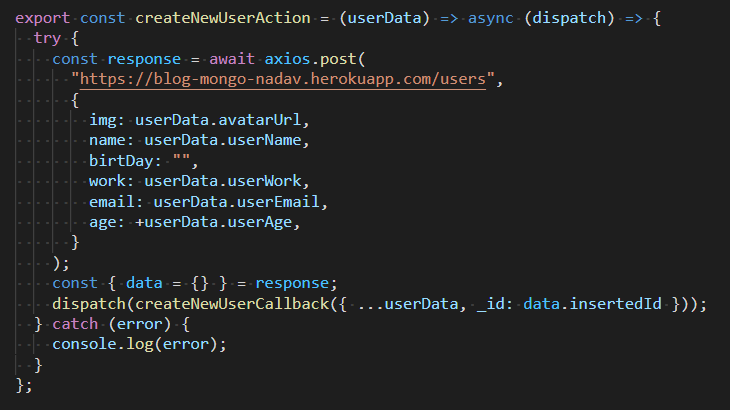 export const createNewUserAction = (userData) => async (dispatch) => {
  try {
    const response = await axios.post(
      "https://blog-mongo-nadav.herokuapp.com/users",
      {
        img: userData.avatarUrl,
        name: userData.userName,
        birtDay: "",
        work: userData.userWork,
        email: userData.userEmail,
        age: +userData.userAge,
      }
    );
    const { data = {} } = response;
    dispatch(createNewUserCallback({ ...userData, _id: data.insertedId }));
  } catch (error) {
    console.log(error);
  }
};